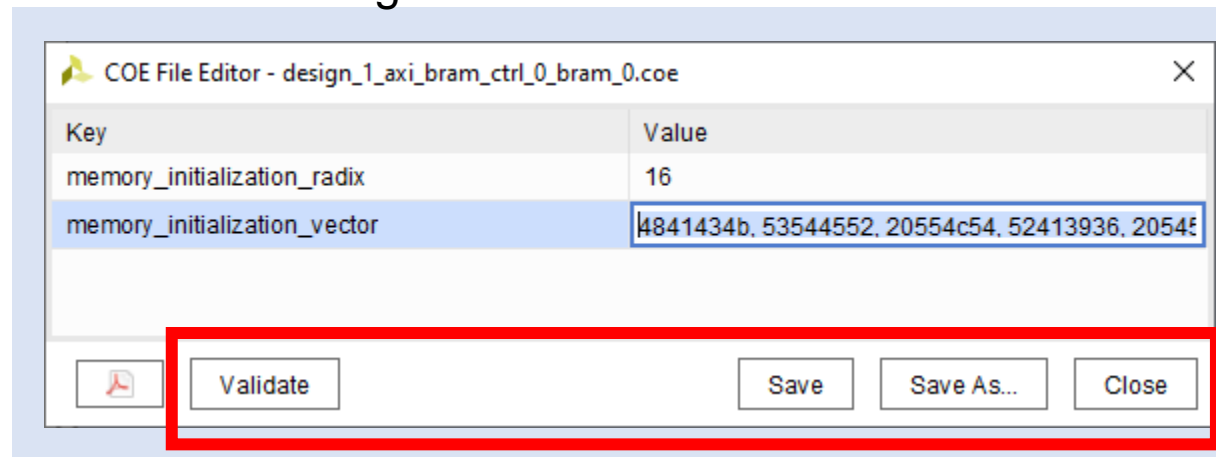 COE File Editor - design_1_axi_bram_ctrl_0_bram_0.coe
Key Value
memory_initialization_radix 16
memory_initialization_vector 4841434b, 53544552, 20554c54, 52413936, 2054
Validate Save Save As... Close